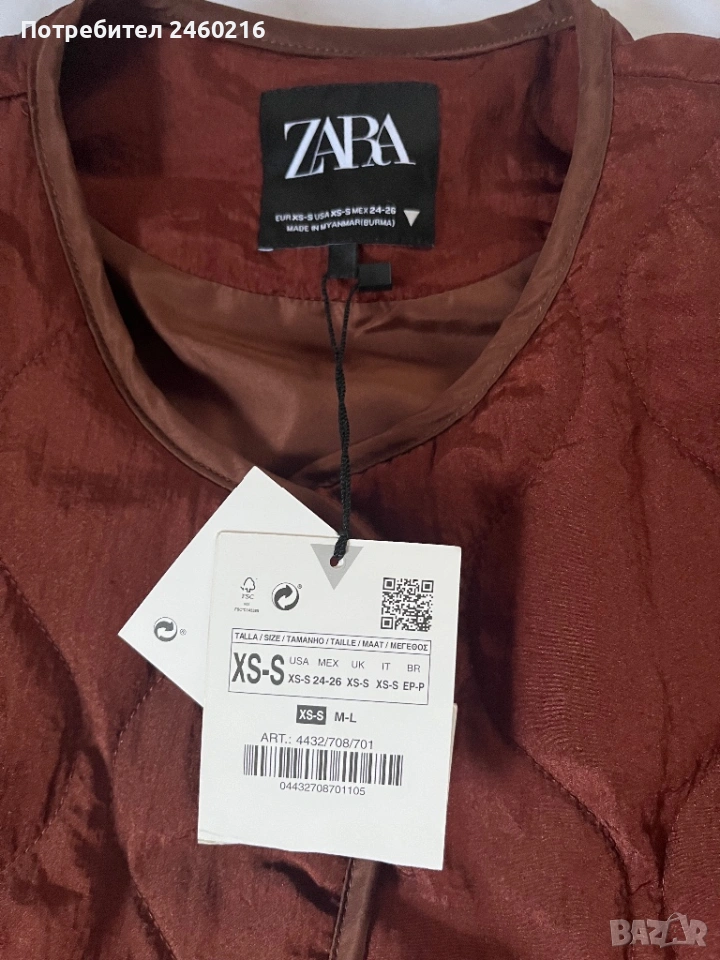 Потребител 2460216
ZARA
EUR XS-S USA XS-S MEX 24-26
MADE IN MYANMAR(BURMA)
FSC
TALLA / SIZE / TAMANHO / TAILLE / MAAT / ΜΕΓΕΘΟΣ
XS-S
USA MEX UK IT BR
XS-S 24-26 XS-S XS-S EP-P
XS-S M-L
ART.: 4432/708/701
04432708701105
BAZAR